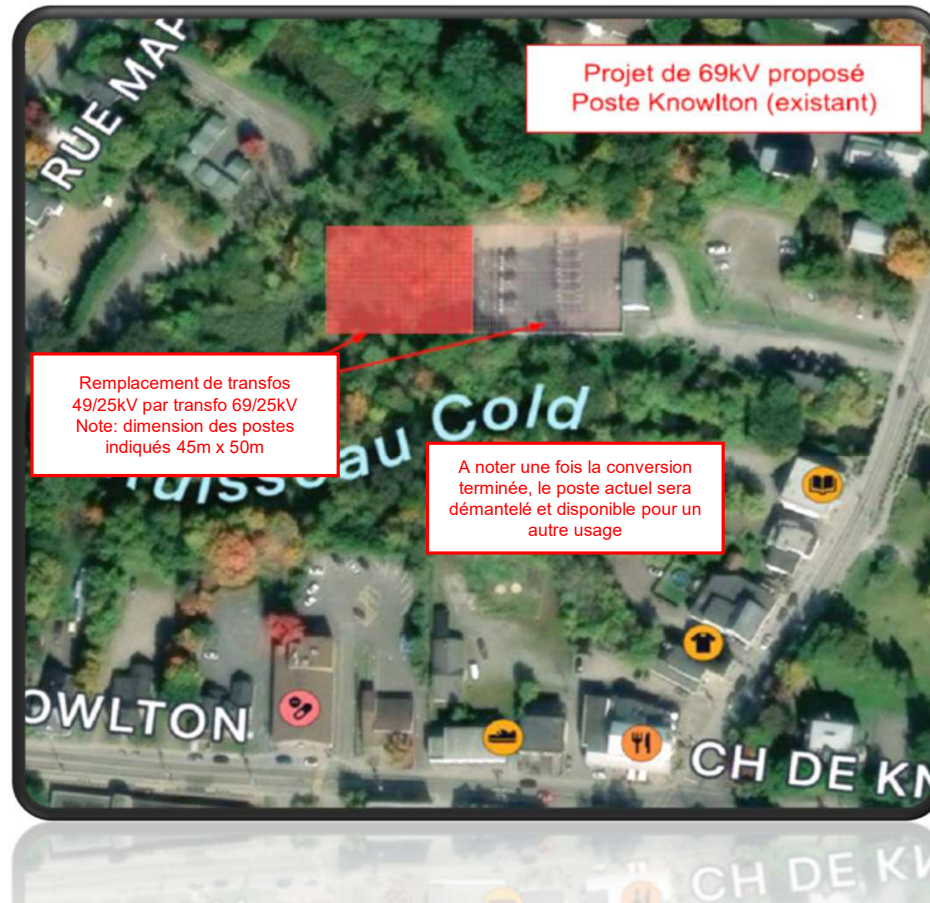 RUE MAP
Projet de 69kV proposé
Poste Knowlton (existant)
Remplacement de transfos
49/25kV par transfo 69/25kV
Note: dimension des postes
indiqués 45m x 50m
Ruisseau Cold
A noter une fois la conversion
terminée, le poste actuel sera
démantelé et disponible pour un
autre usage
OWLTON
CH DE KN